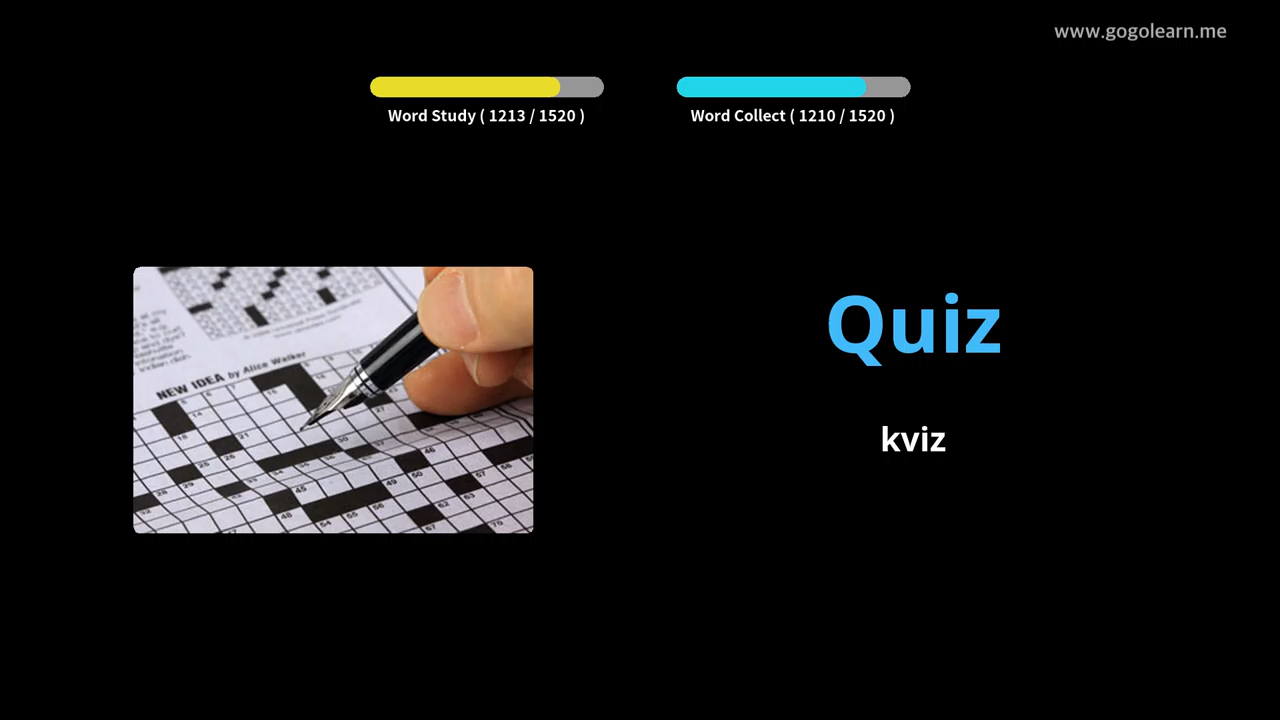 www.gogolearn.me
Word Study ( 1213 / 1520 )
Word Collect ( 1210 / 1520 )
NEW IDEA by Alice Walker
Quiz
kviz